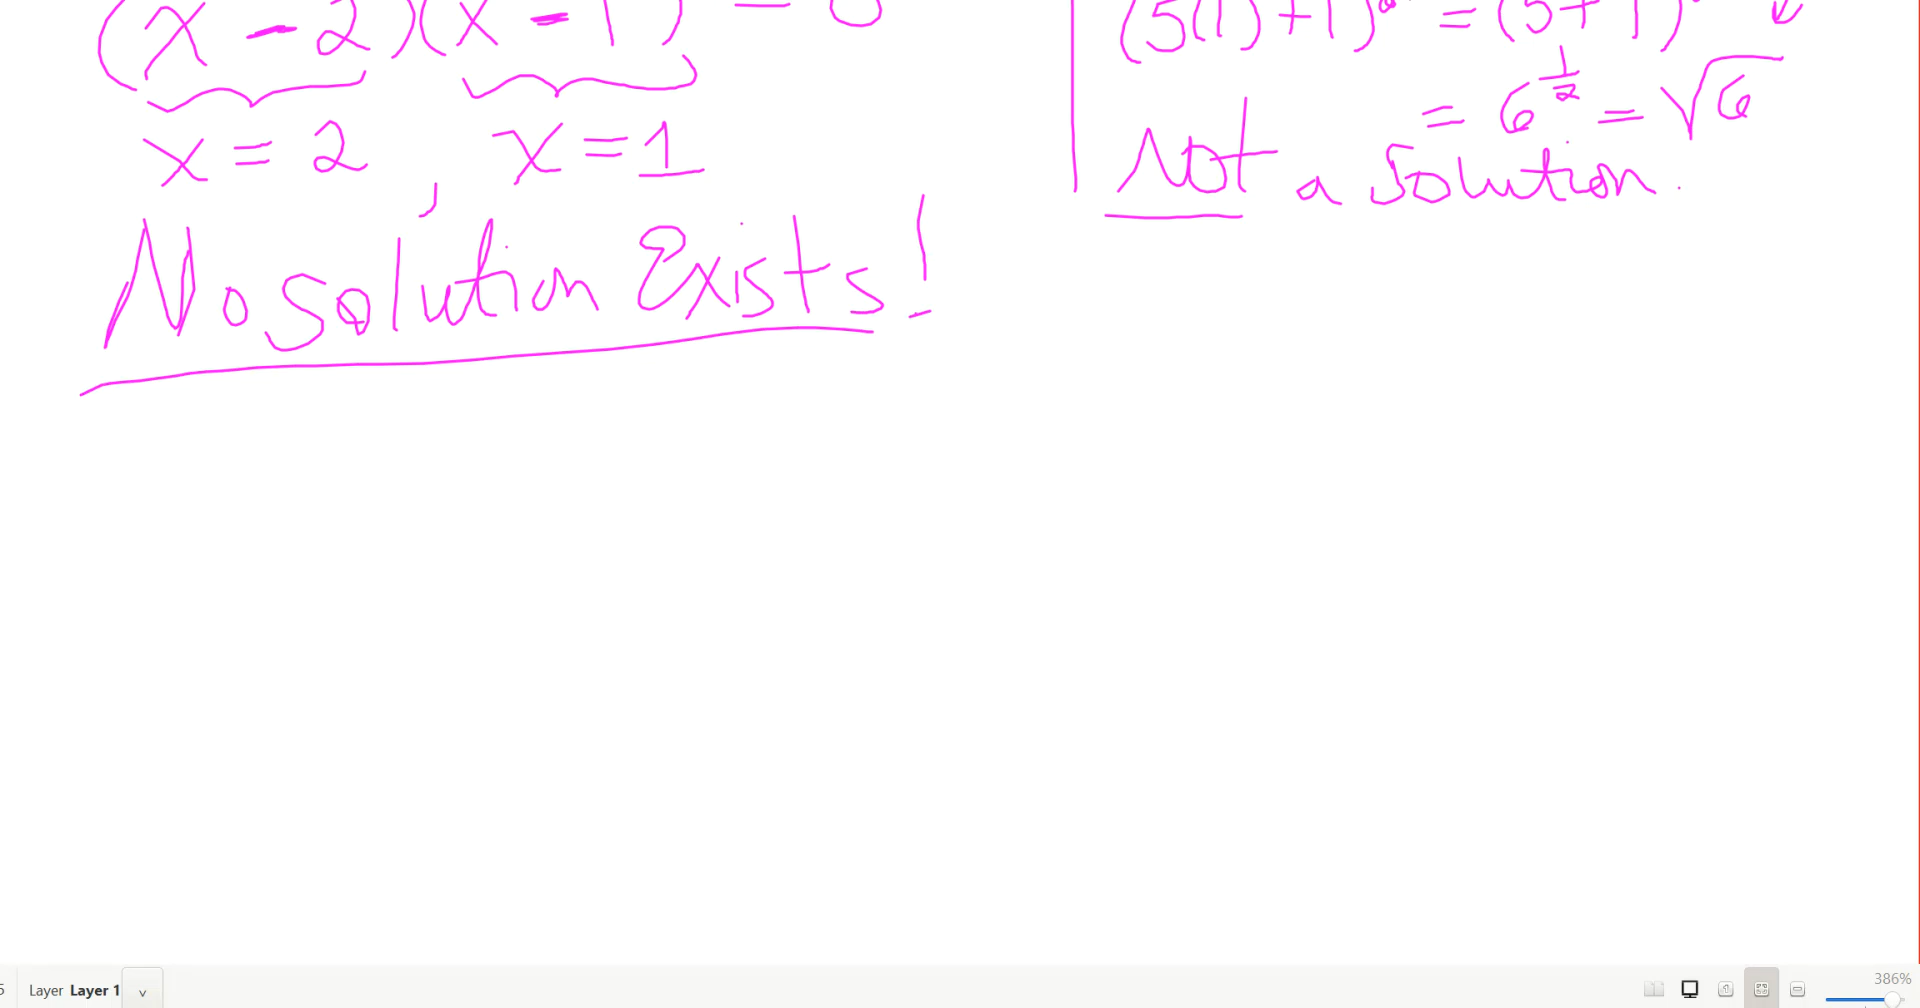 (x - 2)(x - 1) = 0
x = 2 , x = 1
No solution Exists!
(5(1) + 1) = (5 + 1)
= 6^{1/2} = √6
Not a solution.
Layer Layer 1
386%